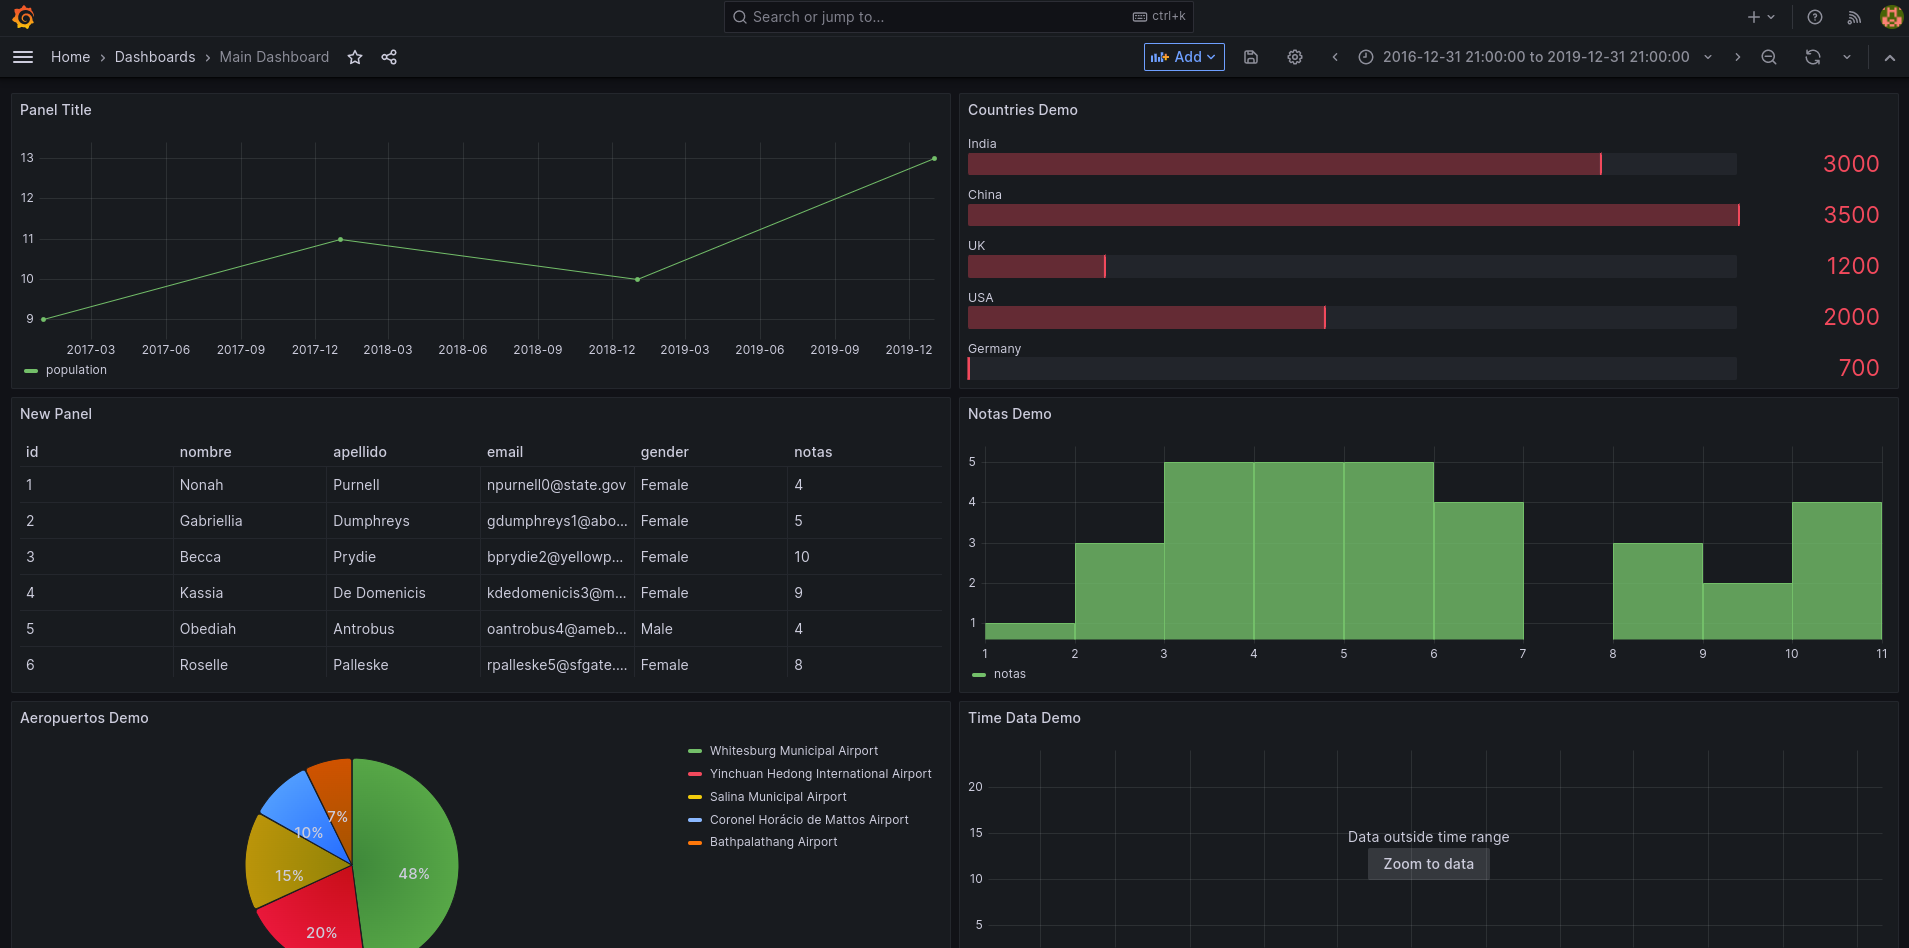 Search or jump to...
ctrl+k
Home › Dashboards › Main Dashboard
Add
2016-12-31 21:00:00 to 2019-12-31 21:00:00
Panel Title
13
12
11
10
9
2017-03 2017-06 2017-09 2017-12 2018-03 2018-06 2018-09 2018-12 2019-03 2019-06 2019-09 2019-12
population
Countries Demo
India
3000
China
3500
UK
1200
USA
2000
Germany
700
New Panel
id nombre apellido email gender notas
1 Nonah Purnell npurnell0@state.gov Female 4
2 Gabriellia Dumphreys gdumphreys1@abo... Female 5
3 Becca Prydie bprydie2@yellowp... Female 10
4 Kassia De Domenicis kdedomenicis3@m... Female 9
5 Obediah Antrobus oantrobus4@ameb... Male 4
6 Roselle Palleske rpalleske5@sfgate.... Female 8
Notas Demo
5
4
3
2
1
1 2 3 4 5 6 7 8 9 10 11
notas
Aeropuertos Demo
7%
10%
15%
48%
20%
Whitesburg Municipal Airport
Yinchuan Hedong International Airport
Salina Municipal Airport
Coronel Horácio de Mattos Airport
Bathpalathang Airport
Time Data Demo
20
15
10
5
Data outside time range
Zoom to data